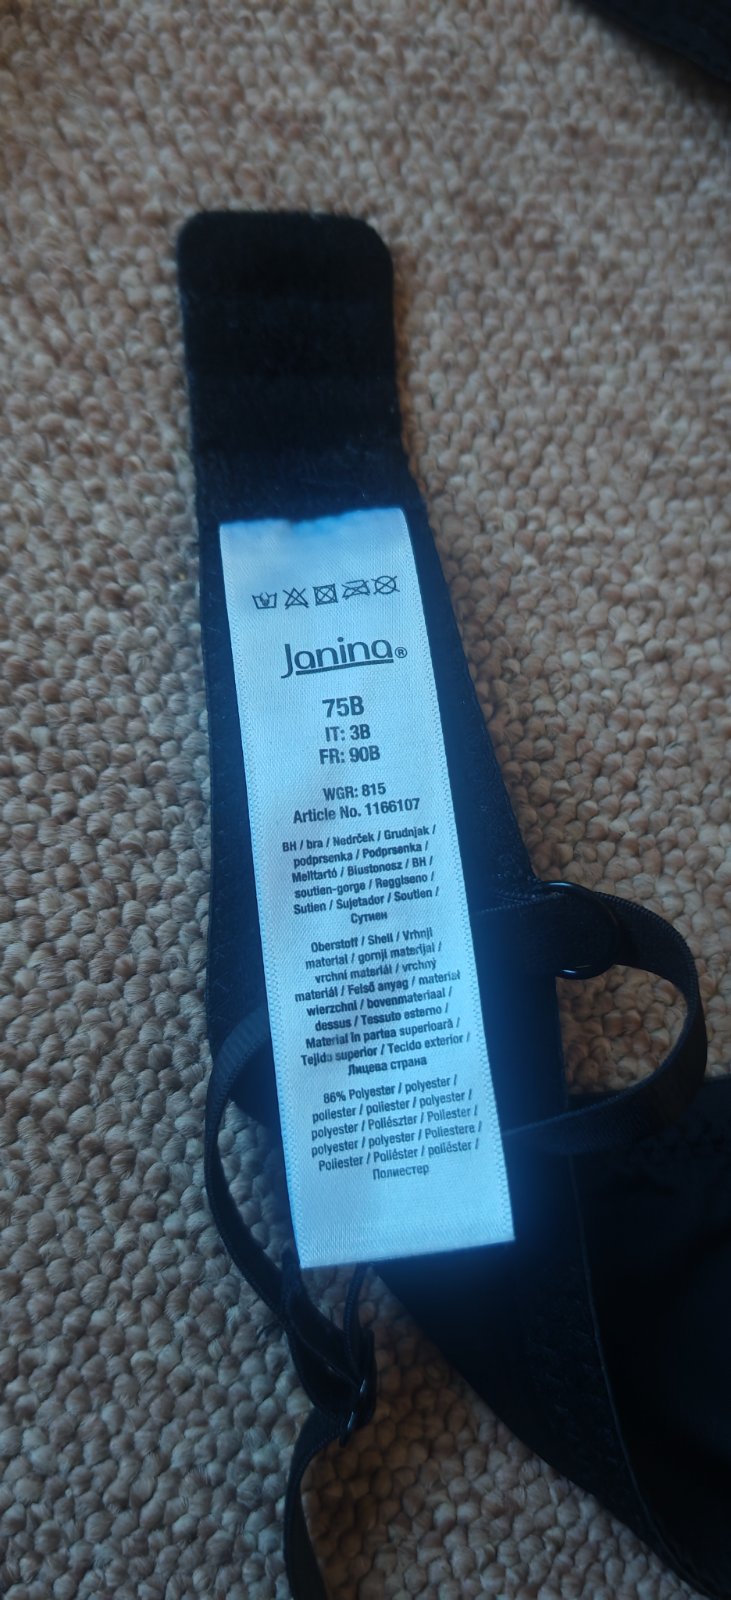 Janina®
75B
IT: 3B
FR: 90B
WGR: 815
Article No. 1166107
BH / bra / Nedrček / Grudnjak /
podprsenka / Podprsenka /
Melltartó / Biustonosz / BH /
soutien-gorge / Reggiseno /
Sutien / Sujetador / Soutien /
Сутиен
Oberstoff / Shell / Vrhnji
material / gornji materijal /
vrchní materiál / vrchný
materiál / Felső anyag / materiał
wierzchni / bovenmateriaal /
dessus / Tessuto esterno /
Material în partea superioară /
Tejido superior / Tecido exterior /
Лицева страна
86% Polyester / polyester /
poliester / poliester / polyester /
polyester / Poliészter / Poliester /
polyester / polyester / Poliestere /
Poliester / Poliéster / poliéster /
Полиестер